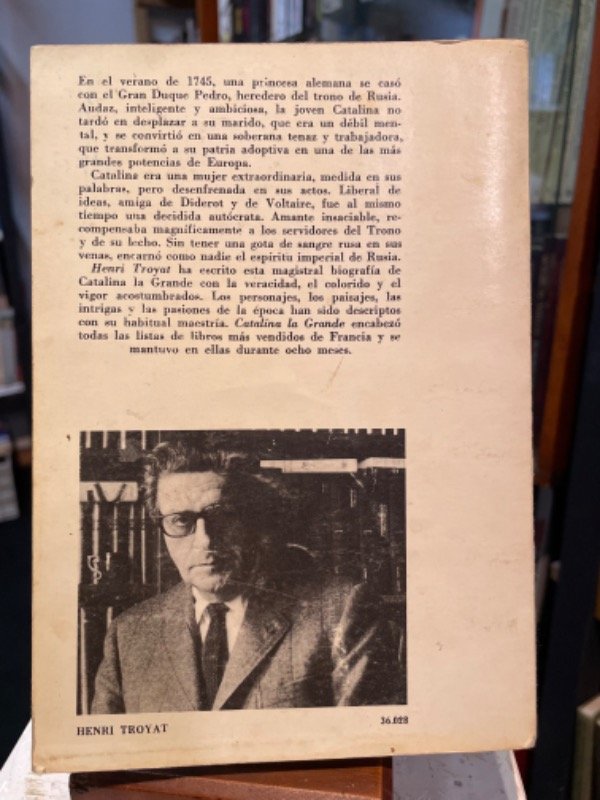 En el verano de 1745, una princesa alemana se casó
con el Gran Duque Pedro, heredero del trono de Rusia.
Audaz, inteligente y ambiciosa, la joven Catalina no
tardó en desplazar a su marido, que era un débil men-
tal, y se convirtió en una soberana tenaz y trabajadora,
que transformó a su patria adoptiva en una de las más
grandes potencias de Europa.
Catalina era una mujer extraordinaria, medida en sus
palabras, pero desenfrenada en sus actos. Liberal de
ideas, amiga de Diderot y de Voltaire, fue al mismo
tiempo una decidida autócrata. Amante insaciable, re-
compensaba magníficamente a los servidores del Trono
y de su lecho. Sin tener una gota de sangre rusa en sus
venas, encarnó como nadie el espíritu imperial de Rusia.
Henri Troyat ha escrito esta magistral biografía de
Catalina la Grande con la veracidad, el colorido y el
vigor acostumbrados. Los personajes, los paisajes, las
intrigas y las pasiones de la época han sido descriptos
con su habitual maestría. Catalina la Grande encabezó
todas las listas de libros más vendidos de Francia y se
mantuvo en ellas durante ocho meses.
HENRI TROYAT
36.028